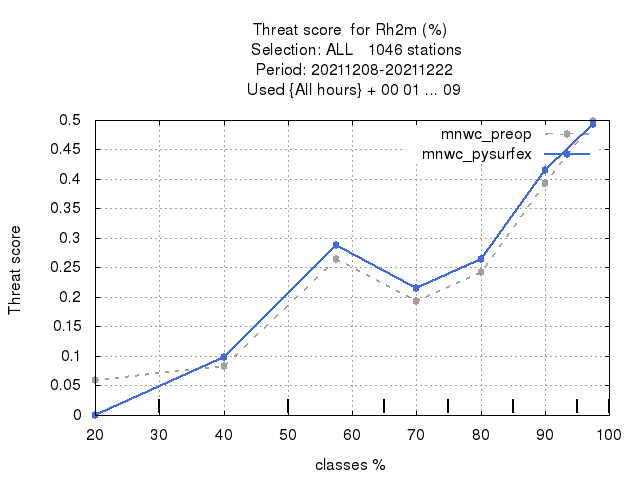 Threat score  for Rh2m (%)
Selection: ALL   1046 stations
Period: 20211208-20211222
Used {All hours} + 00 01 ... 09
mnwc_preop
mnwc_pysurfex
0.5
0.45
0.4
0.35
0.3
0.25
0.2
0.15
0.1
0.05
0
Threat score
20 30 40 50 60 70 80 90 100
classes %